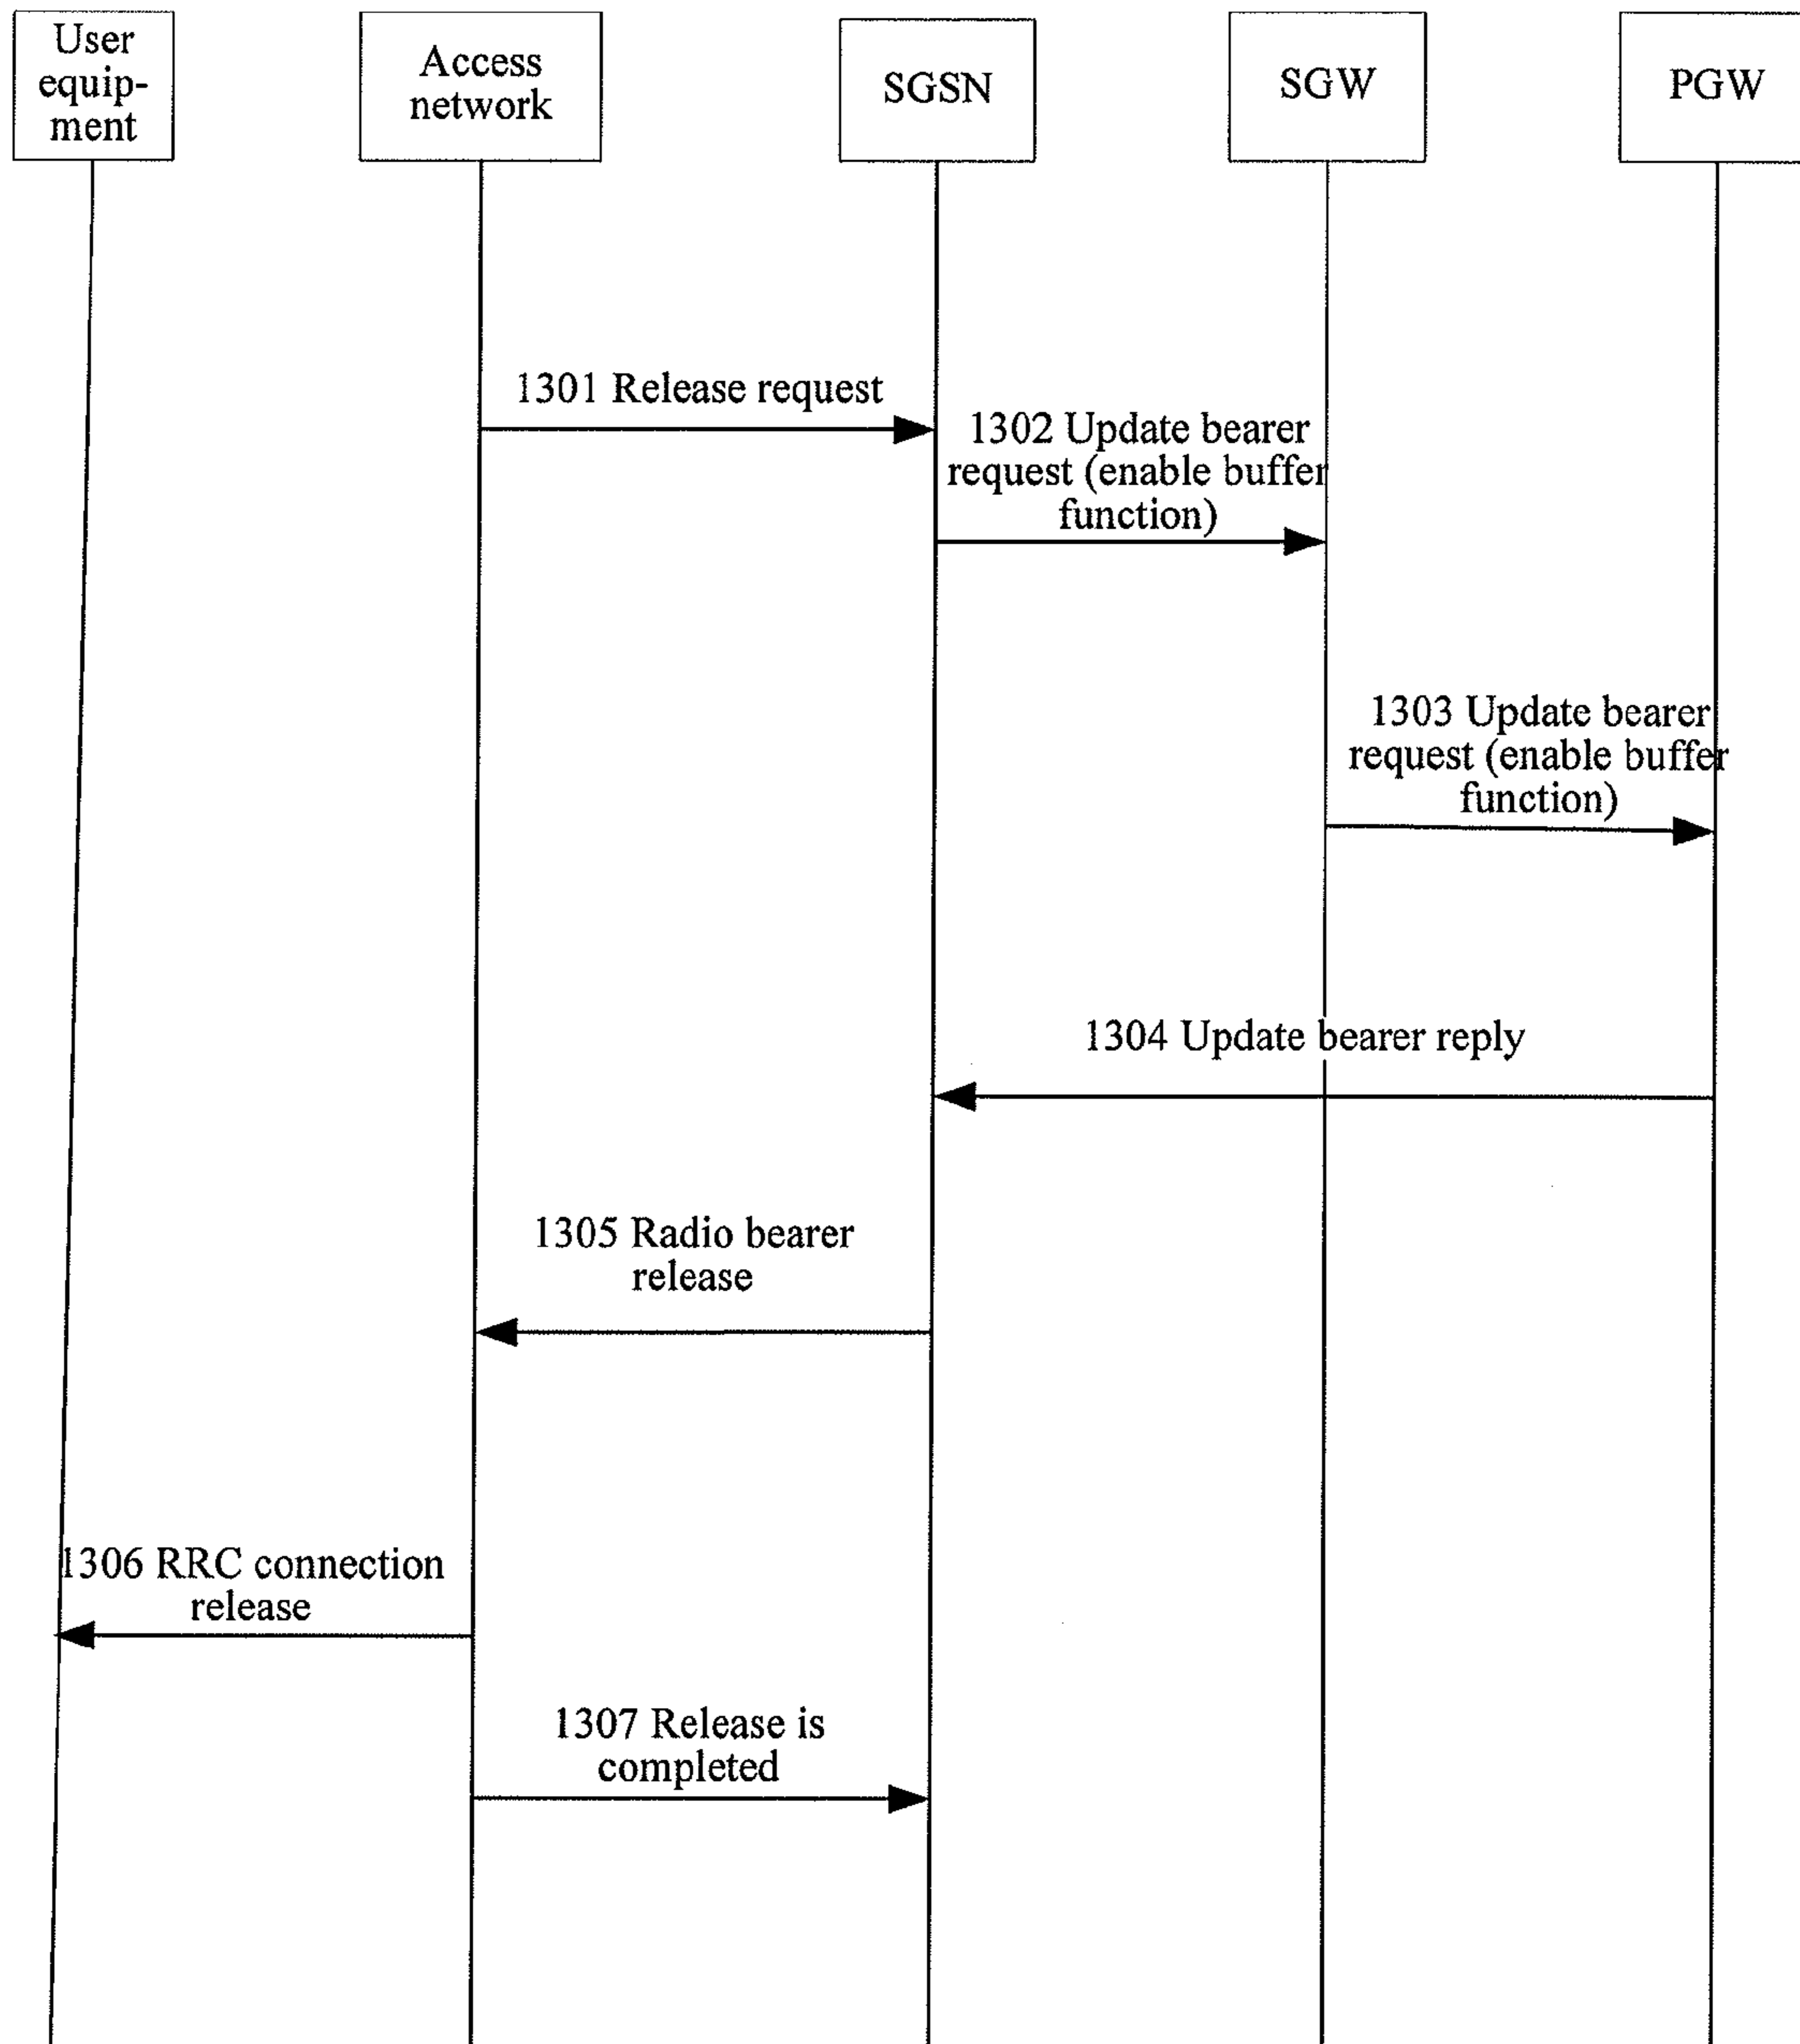 User
equip-
ment
Access
network
SGSN
SGW
PGW
1301 Release request
1302 Update bearer
request (enable buffer
function)
1303 Update bearer
request (enable buffer
function)
1304 Update bearer reply
1305 Radio bearer
release
1306 RRC connection
release
1307 Release is
completed